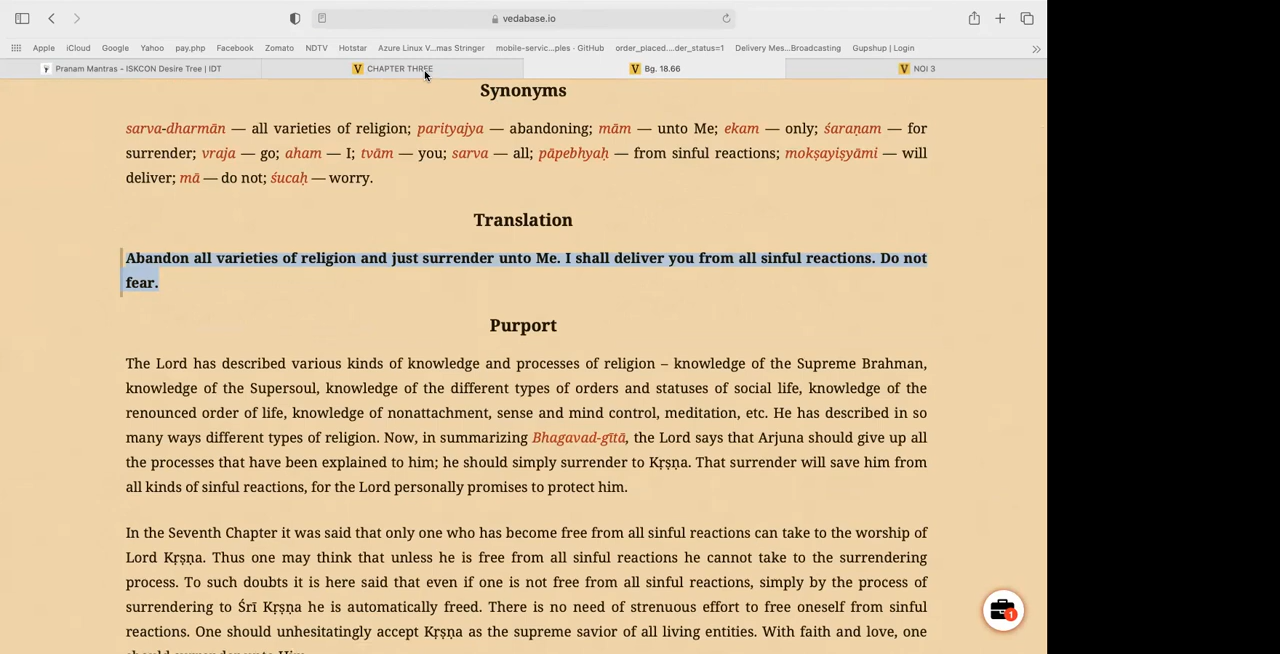 vedabase.io
Apple iCloud Google Yahoo pay.php Facebook Zomato NDTV Hotstar Azure Linux V...mas Stringer mobile-servic...ples · GitHub order_placed....der_status=1 Delivery Mes...Broadcasting Gupshup | Login
Pranam Mantras – ISKCON Desire Tree | IDT V CHAPTER THREE V Bg. 18.66 V NOI 3
Synonyms
sarva-dharmān — all varieties of religion; parityajya — abandoning; mām — unto Me; ekam — only; śaraṇam — for
surrender; vraja — go; aham — I; tvām — you; sarva — all; pāpebhyaḥ — from sinful reactions; mokṣayiṣyāmi — will
deliver; mā — do not; śucaḥ — worry.
Translation
Abandon all varieties of religion and just surrender unto Me. I shall deliver you from all sinful reactions. Do not
fear.
Purport
The Lord has described various kinds of knowledge and processes of religion – knowledge of the Supreme Brahman,
knowledge of the Supersoul, knowledge of the different types of orders and statuses of social life, knowledge of the
renounced order of life, knowledge of nonattachment, sense and mind control, meditation, etc. He has described in so
many ways different types of religion. Now, in summarizing Bhagavad-gītā, the Lord says that Arjuna should give up all
the processes that have been explained to him; he should simply surrender to Kṛṣṇa. That surrender will save him from
all kinds of sinful reactions, for the Lord personally promises to protect him.
In the Seventh Chapter it was said that only one who has become free from all sinful reactions can take to the worship of
Lord Kṛṣṇa. Thus one may think that unless he is free from all sinful reactions he cannot take to the surrendering
process. To such doubts it is here said that even if one is not free from all sinful reactions, simply by the process of
surrendering to Śrī Kṛṣṇa he is automatically freed. There is no need of strenuous effort to free oneself from sinful
reactions. One should unhesitatingly accept Kṛṣṇa as the supreme savior of all living entities. With faith and love, one
should surrender unto Him.
1